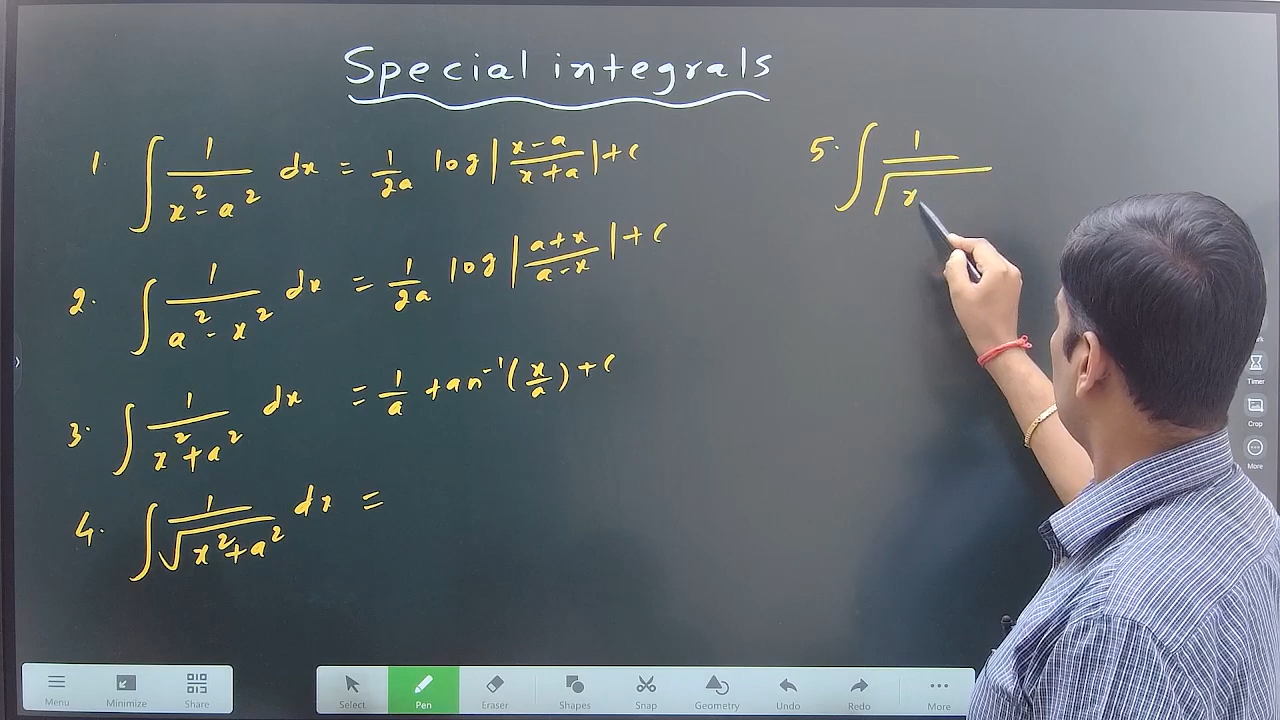 Special integrals
1. ∫ 1/(x² - a²) dx = 1/2a log |(x-a)/(x+a)| + c
2. ∫ 1/(a² - x²) dx = 1/2a log |(a+x)/(a-x)| + c
3. ∫ 1/(x² + a²) dx = 1/a tan⁻¹(x/a) + c
4. ∫ 1/√(x² + a²) dx =
5. ∫ 1/√x
Timer
Crop
More
Menu Minimize Share Select Pen Eraser Shapes Snap Geometry Undo Redo More